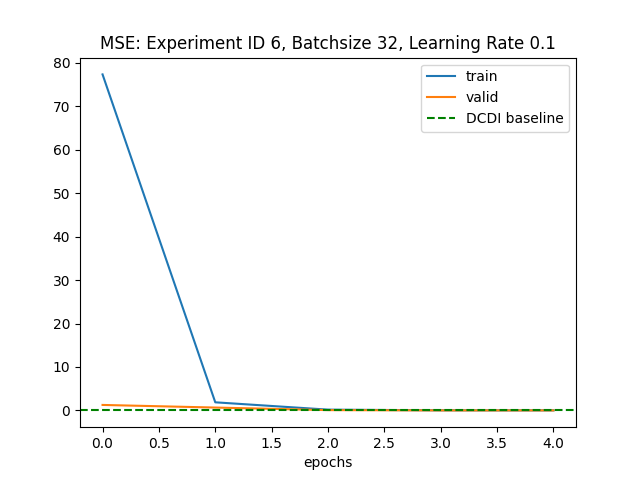 MSE: Experiment ID 6, Batchsize 32, Learning Rate 0.1
80
70
60
50
40
30
20
10
0
train
valid
DCDI baseline
0.0 0.5 1.0 1.5 2.0 2.5 3.0 3.5 4.0
epochs